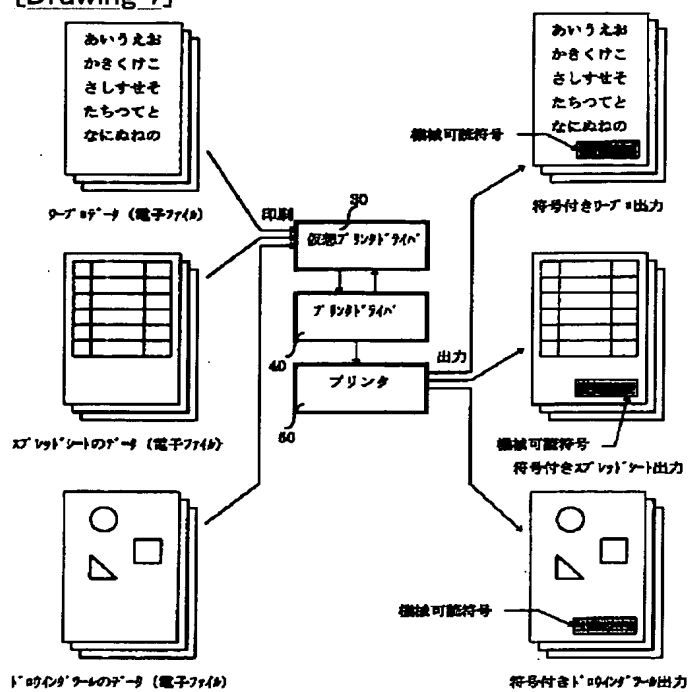 [Drawing 7]
あいうえお
かきくけこ
さしすせそ
たちつてと
なにぬねの
ワープロデータ (電子ファイル)
スプレッドシートのデータ (電子ファイル)
ドロウイングツールのデータ (電子ファイル)
印刷
30
仮想プリンタドライバ
プリンタドライバ
40
出力
プリンタ
50
あいうえお
かきくけこ
さしすせそ
たちつてと
なにぬねの
機械可読符号
符号付きワープロ出力
機械可読符号
符号付きスプレッドシート出力
機械可読符号
符号付きドロウイングツール出力